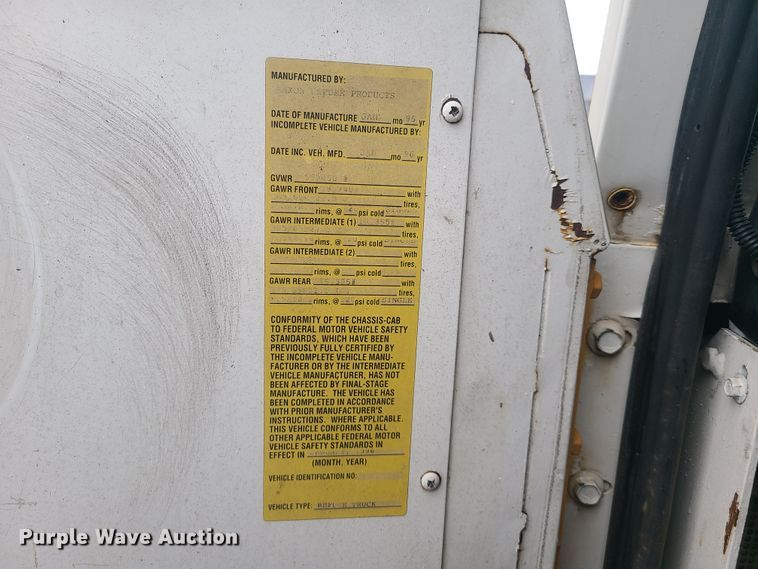 MANUFACTURED BY:
PRODUCTS
DATE OF MANUFACTURE mo 96 yr
INCOMPLETE VEHICLE MANUFACTURED BY:
DATE INC. VEH. MFD. mo 96 yr
GVWR #
GAWR FRONT with
tires,
rims, @ psi cold
GAWR INTERMEDIATE (1) with
tires,
rims, @ psi cold
GAWR INTERMEDIATE (2) with
tires,
rims, @ psi cold
GAWR REAR with
tires,
rims, @ psi cold SINGLE
CONFORMITY OF THE CHASSIS-CAB
TO FEDERAL MOTOR VEHICLE SAFETY
STANDARDS, WHICH HAVE BEEN
PREVIOUSLY FULLY CERTIFIED BY
THE INCOMPLETE VEHICLE MANU-
FACTURER OR BY THE INTERMEDIATE
VEHICLE MANUFACTURER, HAS NOT
BEEN AFFECTED BY FINAL-STAGE
MANUFACTURE. THE VEHICLE HAS
BEEN COMPLETED IN ACCORDANCE
WITH PRIOR MANUFACTURER'S
INSTRUCTIONS. WHERE APPLICABLE.
THIS VEHICLE CONFORMS TO ALL
OTHER APPLICABLE FEDERAL MOTOR
VEHICLE SAFETY STANDARDS IN
EFFECT IN
(MONTH, YEAR)
VEHICLE IDENTIFICATION NO.
VEHICLE TYPE: REFUSE TRUCK
Purple Wave Auction